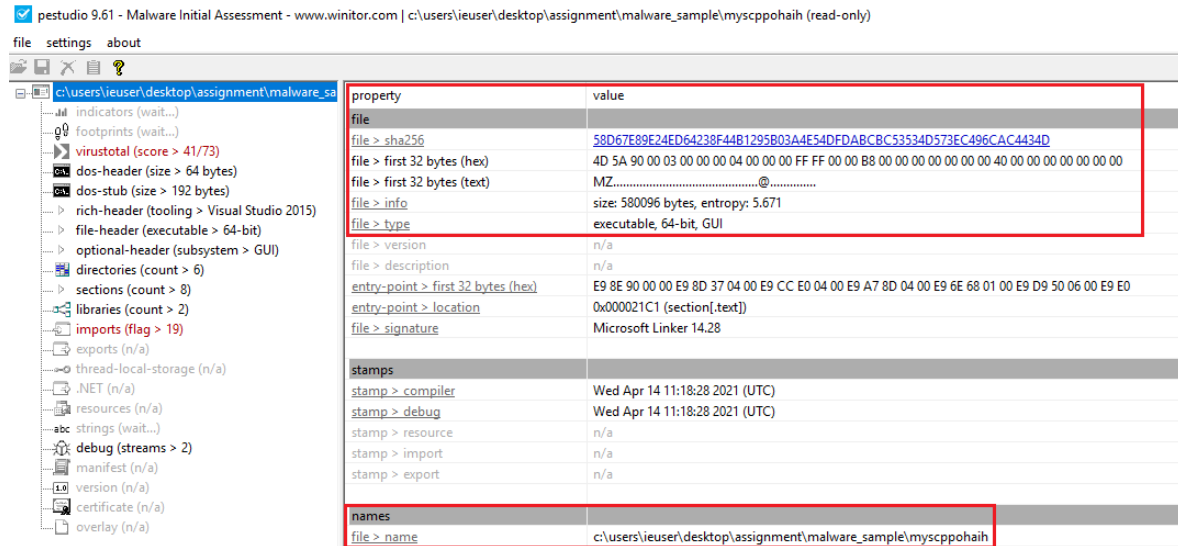 pestudio 9.61 - Malware Initial Assessment - www.winitor.com | c:\users\ieuser\desktop\assignment\malware_sample\myscppohaih (read-only)
file settings about
c:\users\ieuser\desktop\assignment\malware_sa
indicators (wait...)
footprints (wait...)
virustotal (score > 41/73)
dos-header (size > 64 bytes)
dos-stub (size > 192 bytes)
rich-header (tooling > Visual Studio 2015)
file-header (executable > 64-bit)
optional-header (subsystem > GUI)
directories (count > 6)
sections (count > 8)
libraries (count > 2)
imports (flag > 19)
exports (n/a)
thread-local-storage (n/a)
.NET (n/a)
resources (n/a)
abc strings (wait...)
debug (streams > 2)
manifest (n/a)
1.0 version (n/a)
certificate (n/a)
overlay (n/a)
property value
file
file > sha256 58D67E89E24ED64238F44B1295B03A4E54DFDABCBC53534D573EC496CAC4434D
file > first 32 bytes (hex) 4D 5A 90 00 03 00 00 00 04 00 00 00 FF FF 00 00 B8 00 00 00 00 00 00 00 40 00 00 00 00 00 00 00
file > first 32 bytes (text) MZ..............................................@..............
file > info size: 580096 bytes, entropy: 5.671
file > type executable, 64-bit, GUI
file > version n/a
file > description n/a
entry-point > first 32 bytes (hex) E9 8E 90 00 00 E9 8D 37 04 00 E9 CC E0 04 00 E9 A7 8D 04 00 E9 6E 68 01 00 E9 D9 50 06 00 E9 E0
entry-point > location 0x000021C1 (section[.text])
file > signature Microsoft Linker 14.28
stamps
stamp > compiler Wed Apr 14 11:18:28 2021 (UTC)
stamp > debug Wed Apr 14 11:18:28 2021 (UTC)
stamp > resource n/a
stamp > import n/a
stamp > export n/a
names
file > name c:\users\ieuser\desktop\assignment\malware_sample\myscppohaih